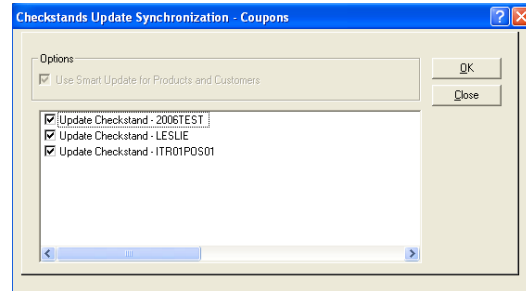 Checkstands Update Synchronization - Coupons
Options
Use Smart Update for Products and Customers
OK
Close
Update Checkstand - 2006TEST
Update Checkstand - LESLIE
Update Checkstand - ITR01POS01